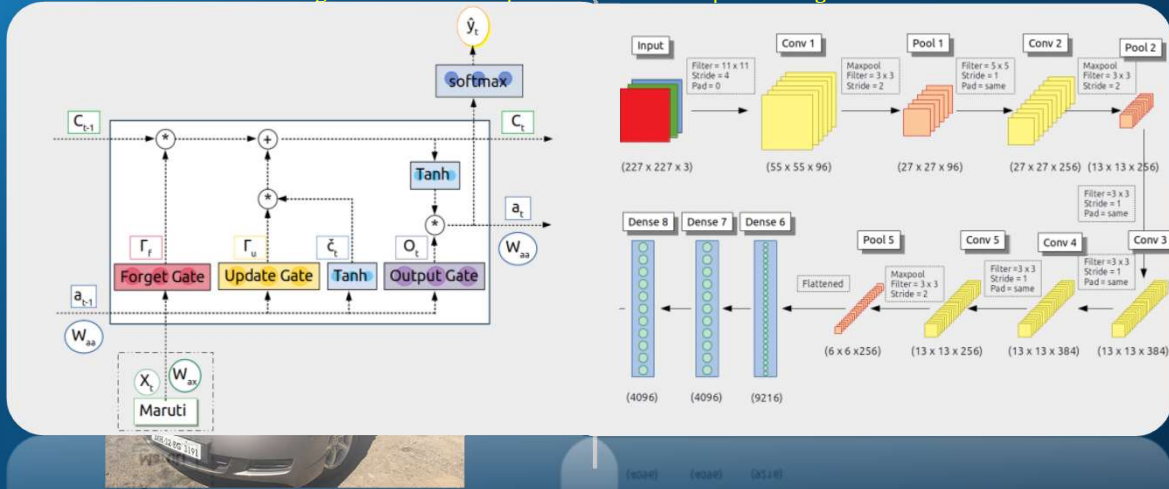 ŷt
softmax
Ct-1
Ct
*
+
Tanh
*
*
at
Waa
Γf
Γu
č̃t
Ot
Forget Gate
Update Gate
Tanh
Output Gate
at-1
Waa
Xt
Wax
Maruti
Input
Conv 1
Pool 1
Conv 2
Pool 2
Filter = 11 x 11
Stride = 4
Pad = 0
Maxpool
Filter = 3 x 3
Stride = 2
Filter = 5 x 5
Stride = 1
Pad = same
Maxpool
Filter = 3 x 3
Stride = 2
(227 x 227 x 3)
(55 x 55 x 96)
(27 x 27 x 96)
(27 x 27 x 256)
(13 x 13 x 256)
Filter =3 x 3
Stride = 1
Pad = same
Dense 8
Dense 7
Dense 6
Pool 5
Conv 5
Conv 4
Conv 3
Flattened
Maxpool
Filter = 3 x 3
Stride = 2
Filter =3 x 3
Stride = 1
Pad = same
Filter =3 x 3
Stride = 1
Pad = same
(6 x 6 x256)
(13 x 13 x 256)
(13 x 13 x 384)
(13 x 13 x 384)
(4096)
(4096)
(9216)